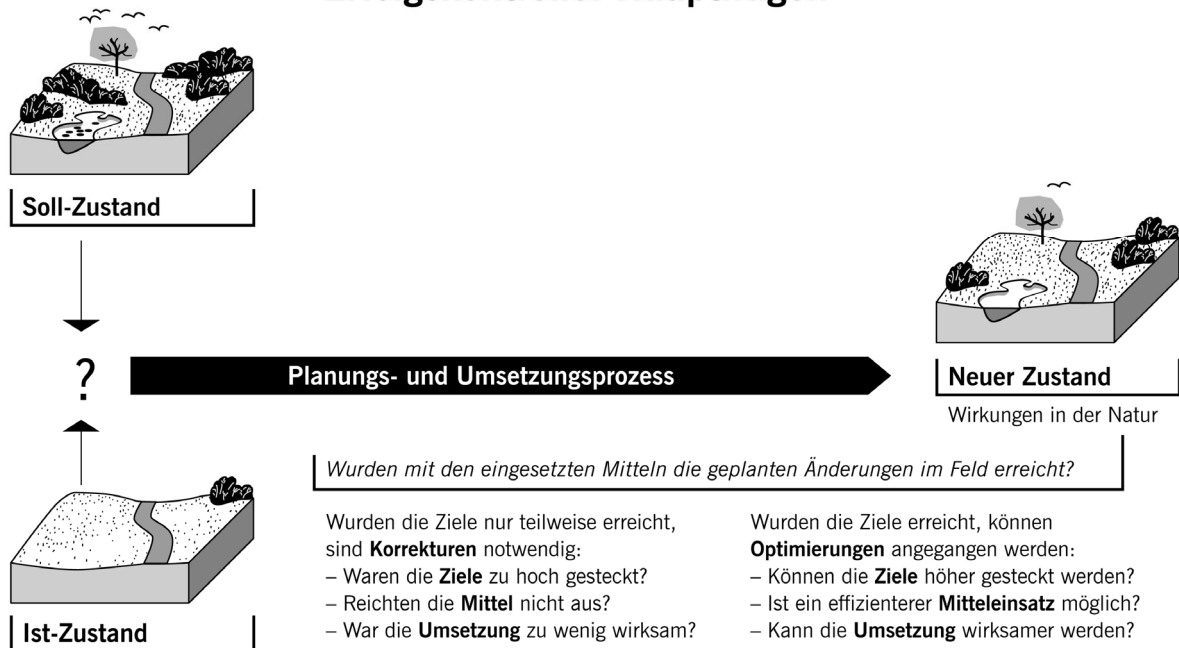 Soll-Zustand
?
Planungs- und Umsetzungsprozess
Neuer Zustand
Wirkungen in der Natur
Ist-Zustand
Wurden mit den eingesetzten Mitteln die geplanten Änderungen im Feld erreicht?
Wurden die Ziele nur teilweise erreicht,
sind Korrekturen notwendig:
– Waren die Ziele zu hoch gesteckt?
– Reichten die Mittel nicht aus?
– War die Umsetzung zu wenig wirksam?
Wurden die Ziele erreicht, können
Optimierungen angegangen werden:
– Können die Ziele höher gesteckt werden?
– Ist ein effizienterer Mitteleinsatz möglich?
– Kann die Umsetzung wirksamer werden?